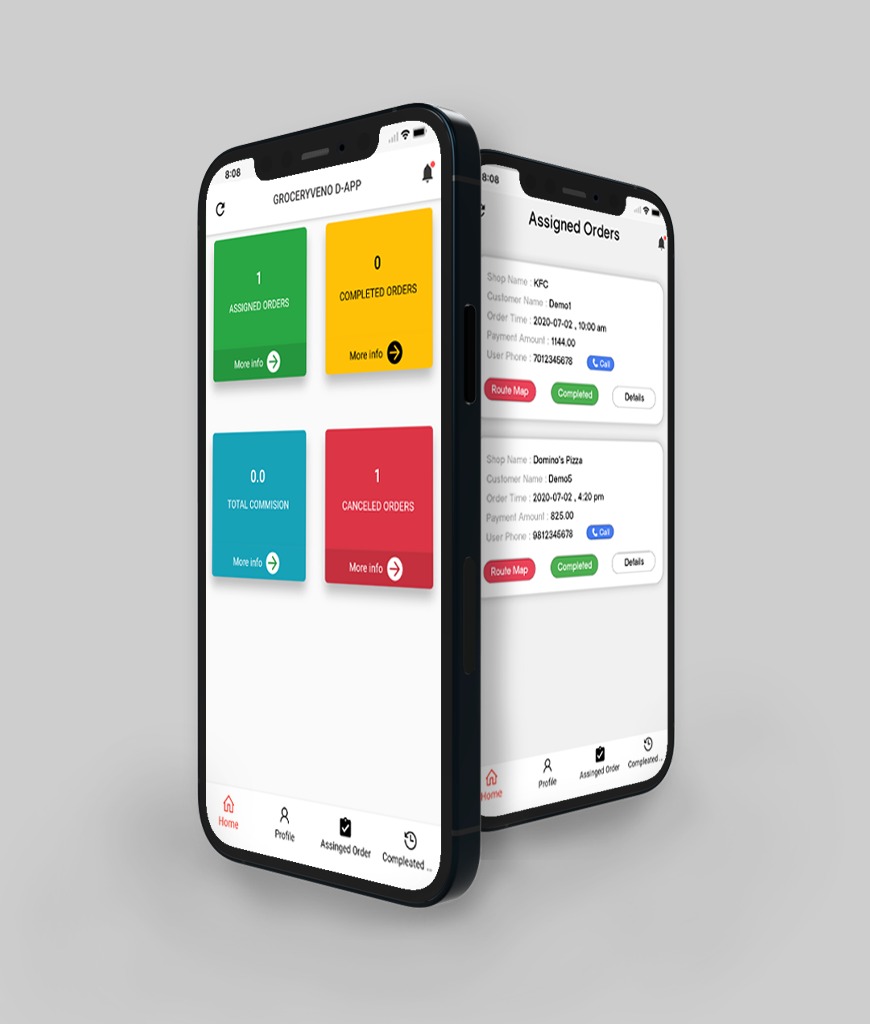 8:08
GROCERYVENO D-APP
1
ASSIGNED ORDERS
More info
0
COMPLETED ORDERS
More info
0.0
TOTAL COMMISION
More info
1
CANCELED ORDERS
More info
Home
Profile
Assinged Order
Compleated ...
8:08
Assigned Orders
Shop Name : KFC
Customer Name : Demo1
Order Time : 2020-07-02 , 10:00 am
Payment Amount : 1144.00
User Phone : 7012345678 Call
Route Map Completed Details
Shop Name : Domino's Pizza
Customer Name : Demo5
Order Time : 2020-07-02 , 4:20 pm
Payment Amount : 825.00
User Phone : 9812345678 Call
Route Map Completed Details
Home
Profile
Assinged Order
Compleated ...